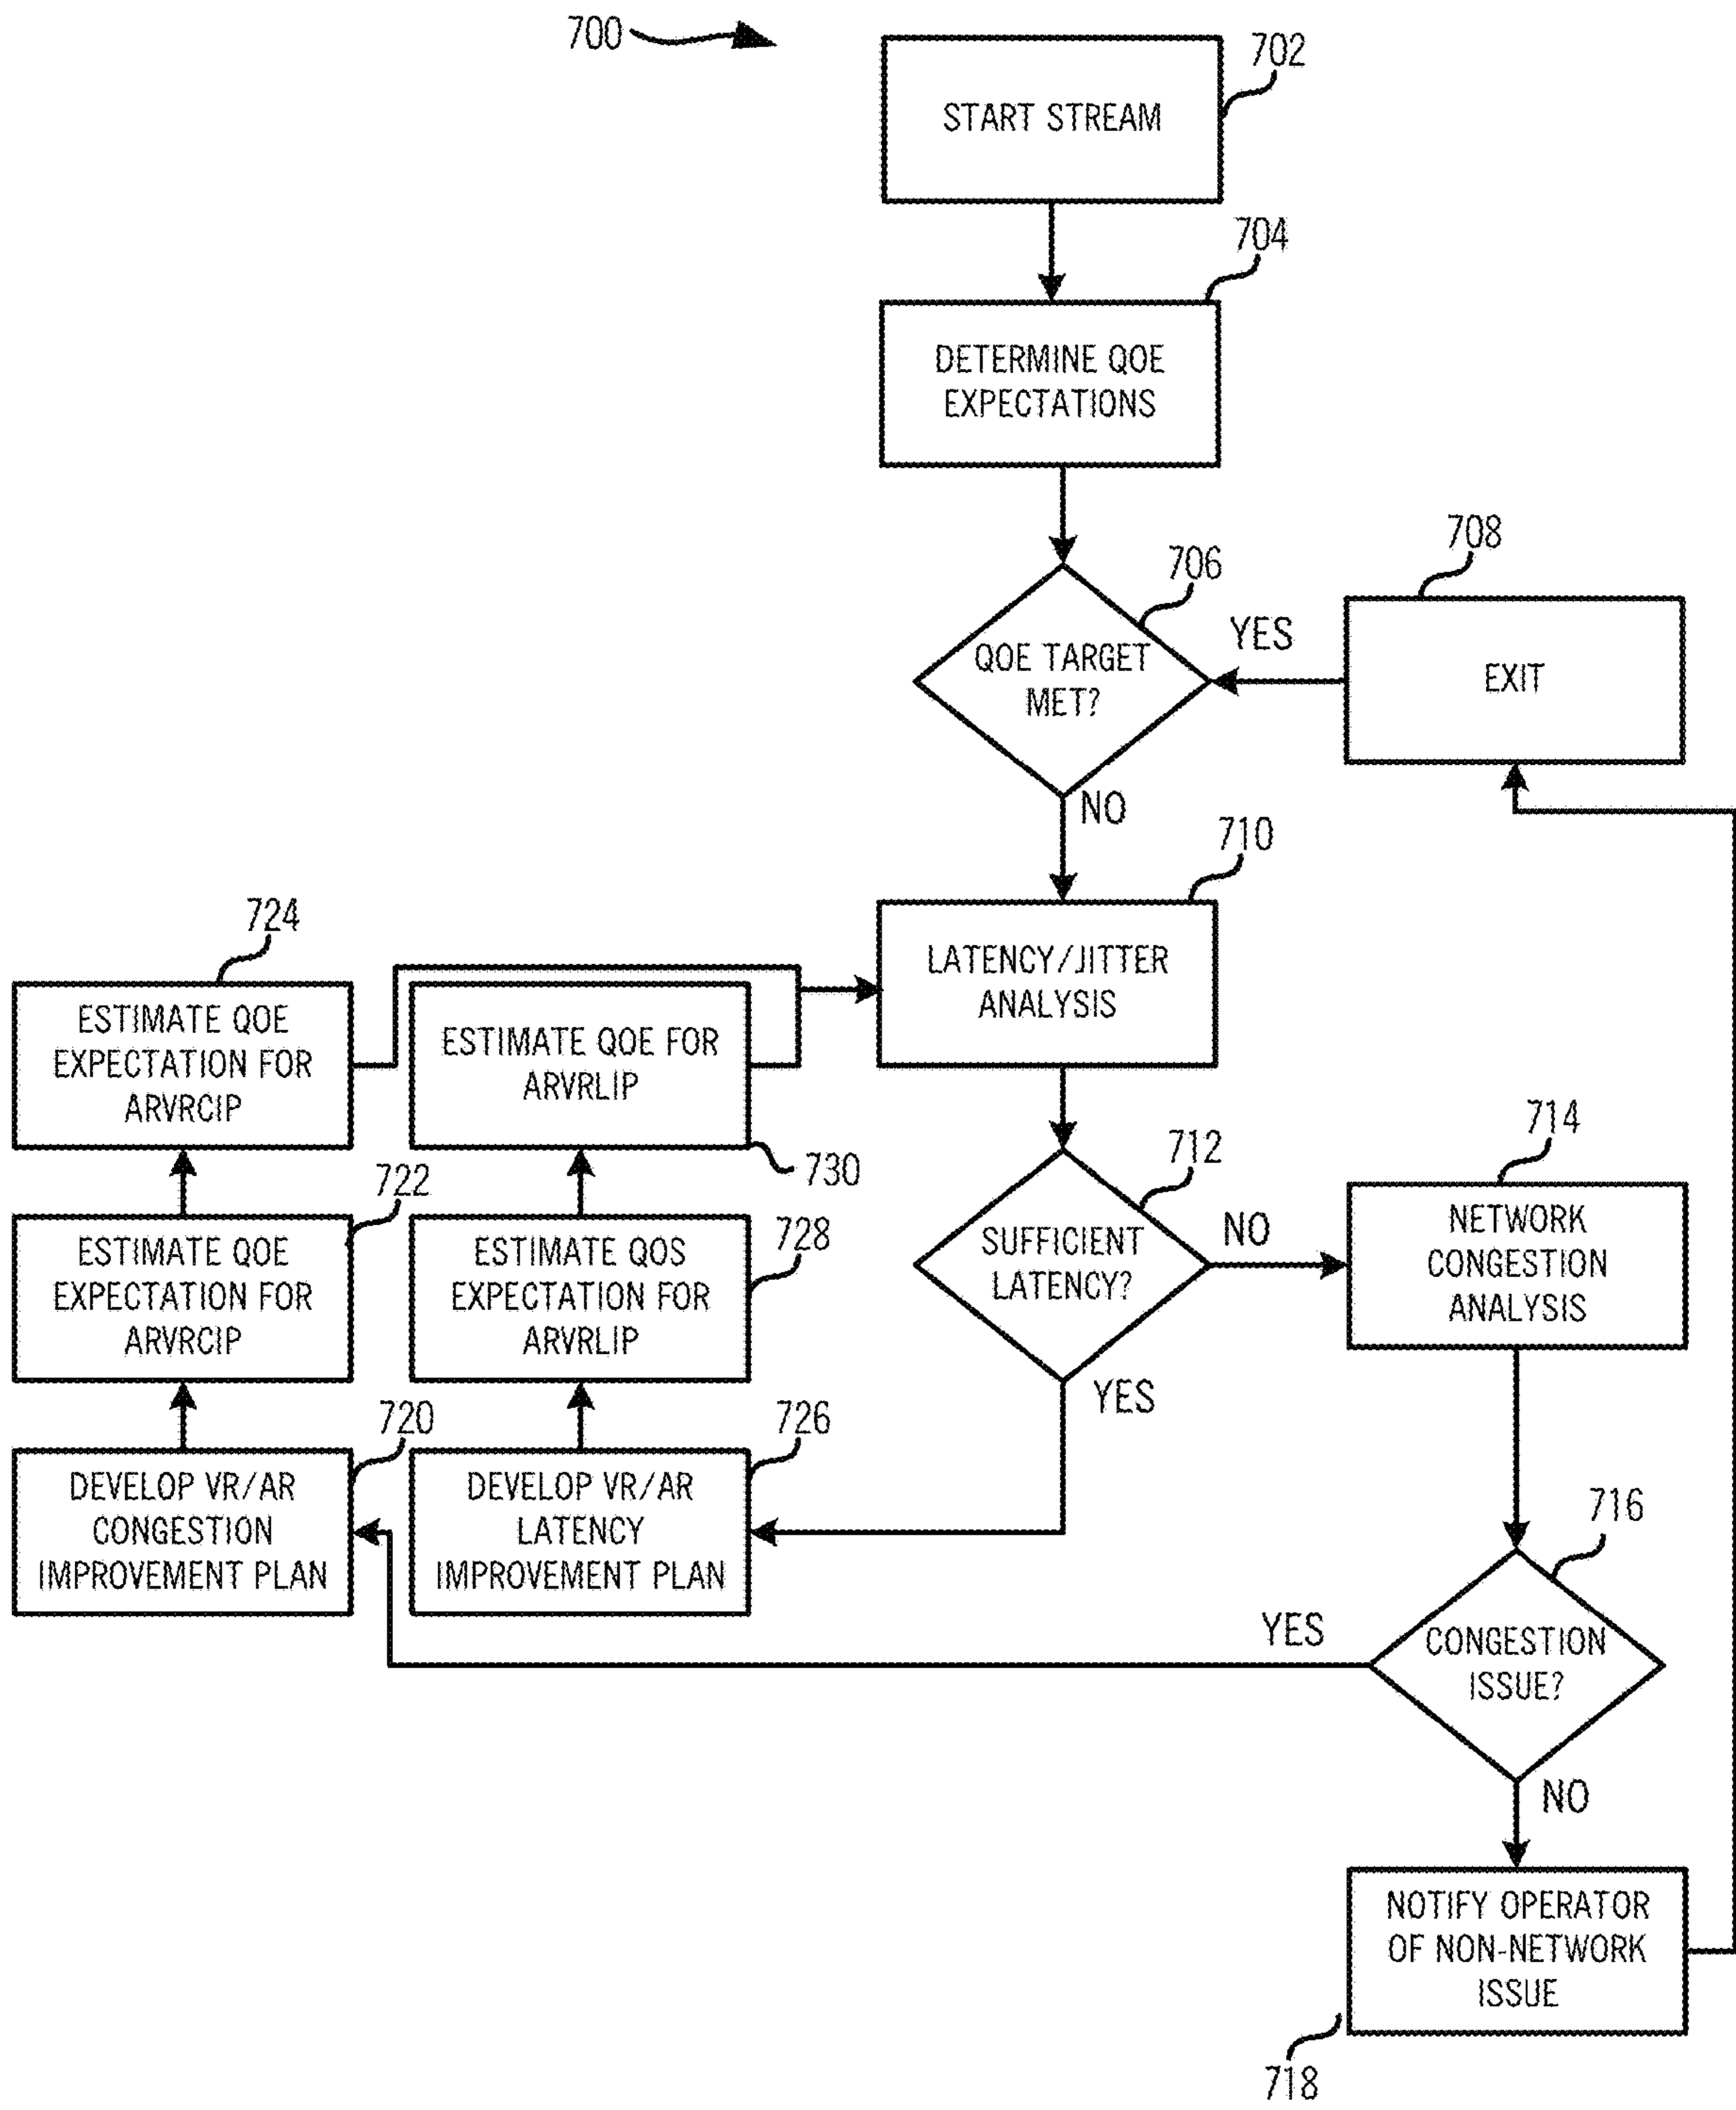 700
702
START STREAM
704
DETERMINE QOE
EXPECTATIONS
706
QOE TARGET
MET?
YES
708
EXIT
NO
710
LATENCY/JITTER
ANALYSIS
724
ESTIMATE QOE
EXPECTATION FOR
ARVRCIP
ESTIMATE QOE FOR
ARVRLIP
730
712
SUFFICIENT
LATENCY?
NO
714
NETWORK
CONGESTION
ANALYSIS
722
ESTIMATE QOE
EXPECTATION FOR
ARVRCIP
728
ESTIMATE QOS
EXPECTATION FOR
ARVRLIP
YES
720
DEVELOP VR/AR
CONGESTION
IMPROVEMENT PLAN
726
DEVELOP VR/AR
LATENCY
IMPROVEMENT PLAN
716
CONGESTION
ISSUE?
YES
NO
NOTIFY OPERATOR
OF NON-NETWORK
ISSUE
718